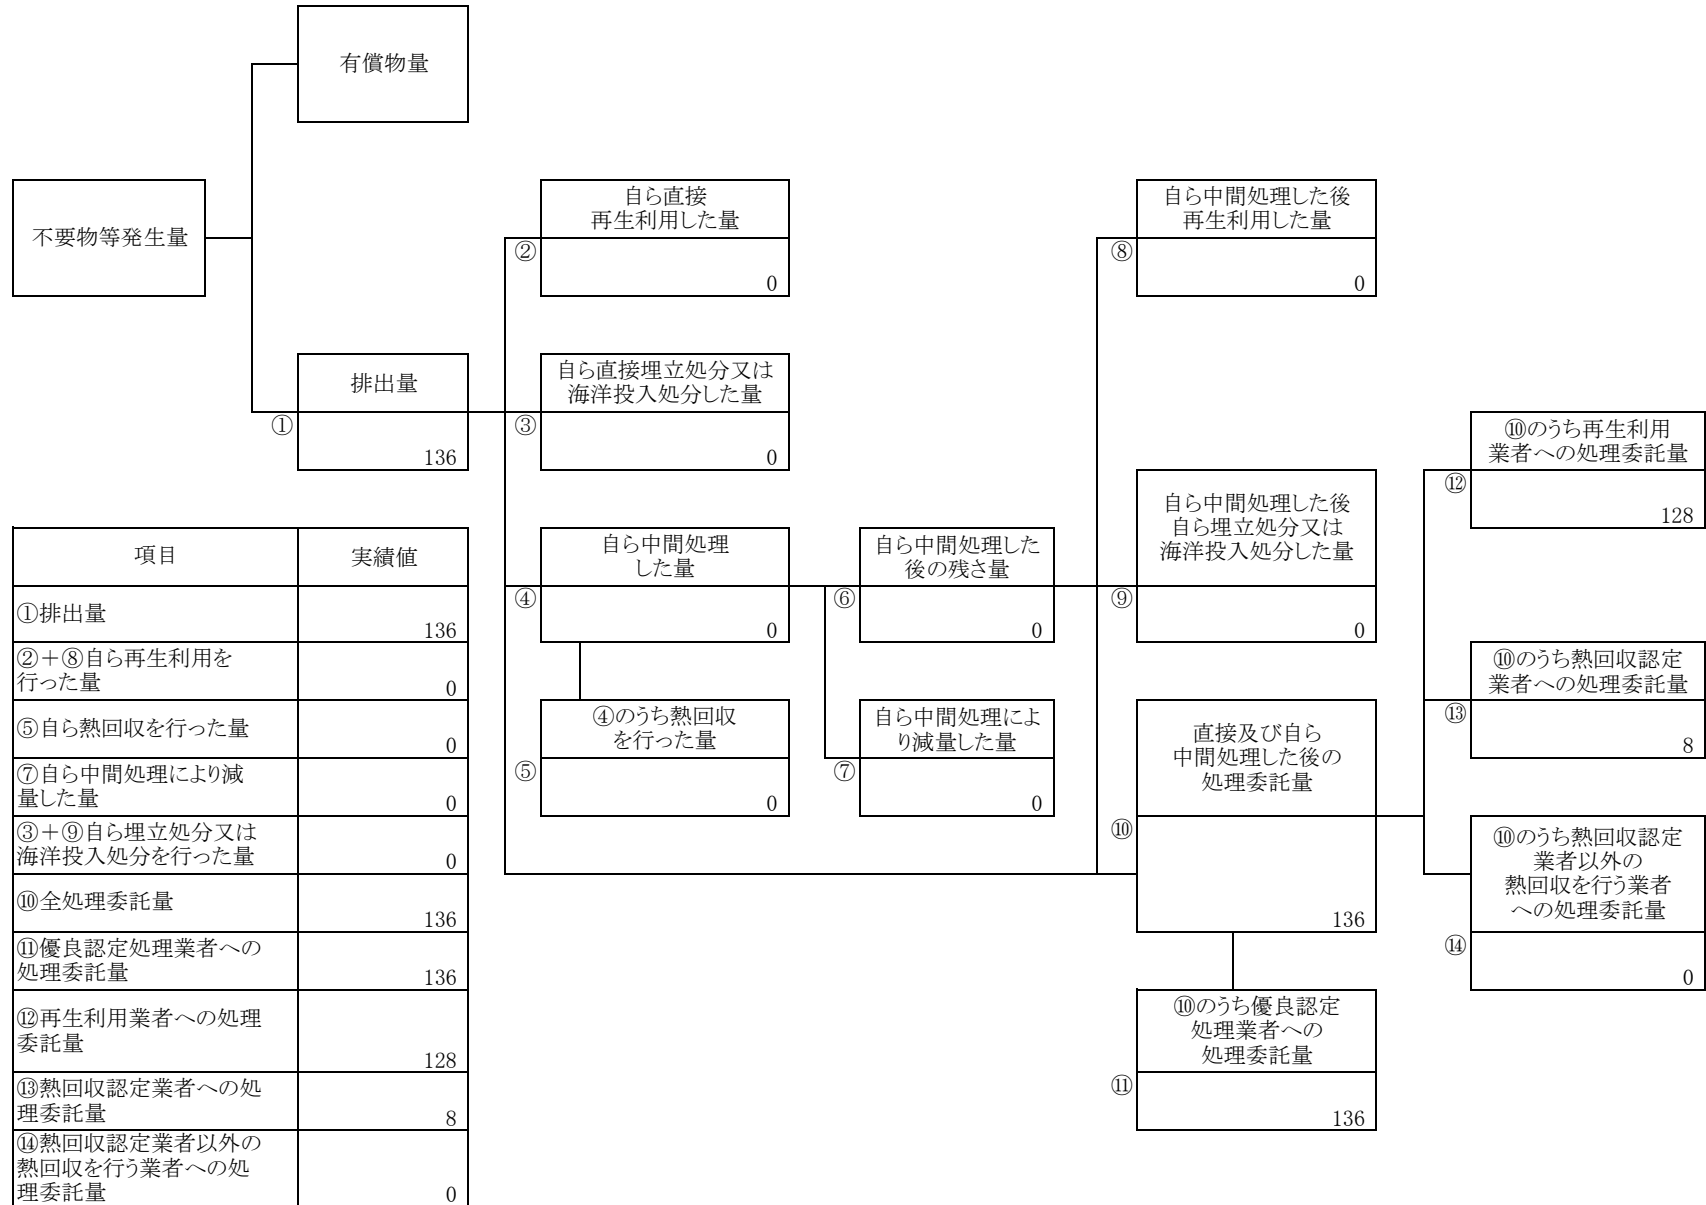 有償物量
不要物等発生量
排出量
①
136
自ら直接
再生利用した量
②
0
自ら直接埋立処分又は
海洋投入処分した量
③
0
自ら中間処理
した量
④
0
④のうち熱回収
を行った量
⑤
0
自ら中間処理した
後の残さ量
⑥
0
自ら中間処理によ
り減量した量
⑦
0
自ら中間処理した後
再生利用した量
⑧
0
自ら中間処理した後
自ら埋立処分又は
海洋投入処分した量
⑨
0
直接及び自ら
中間処理した後の
処理委託量
⑩
136
⑩のうち優良認定
処理業者への
処理委託量
⑪
136
⑩のうち再生利用
業者への処理委託量
⑫
128
⑩のうち熱回収認定
業者への処理委託量
⑬
8
⑩のうち熱回収認定
業者以外の
熱回収を行う業者
への処理委託量
⑭
0
項目 実績値
①排出量 136
②＋⑧自ら再生利用を
行った量 0
⑤自ら熱回収を行った量 0
⑦自ら中間処理により減
量した量 0
③＋⑨自ら埋立処分又は
海洋投入処分を行った量 0
⑩全処理委託量 136
⑪優良認定処理業者への
処理委託量 136
⑫再生利用業者への処理
委託量 128
⑬熱回収認定業者への処
理委託量 8
⑭熱回収認定業者以外の
熱回収を行う業者への処
理委託量 0